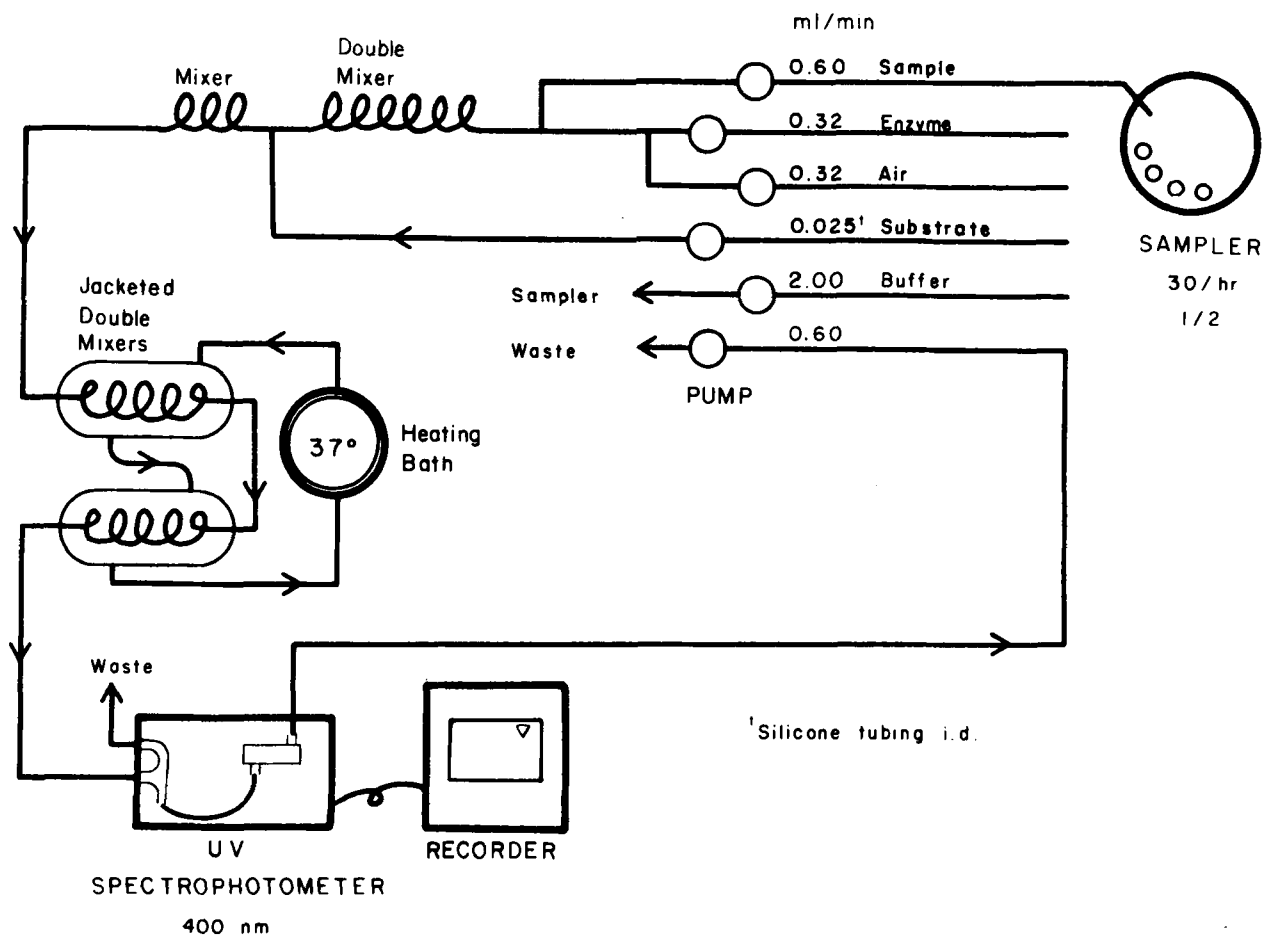 ml/min
Double
Mixer
Mixer
0.60 Sample
0.32 Enzyme
0.32 Air
0.025† Substrate
Sampler
2.00 Buffer
Waste
0.60
PUMP
SAMPLER
30/hr
1/2
Jacketed
Double
Mixers
37°
Heating
Bath
Waste
†Silicone tubing i.d.
UV
SPECTROPHOTOMETER
400 nm
RECORDER